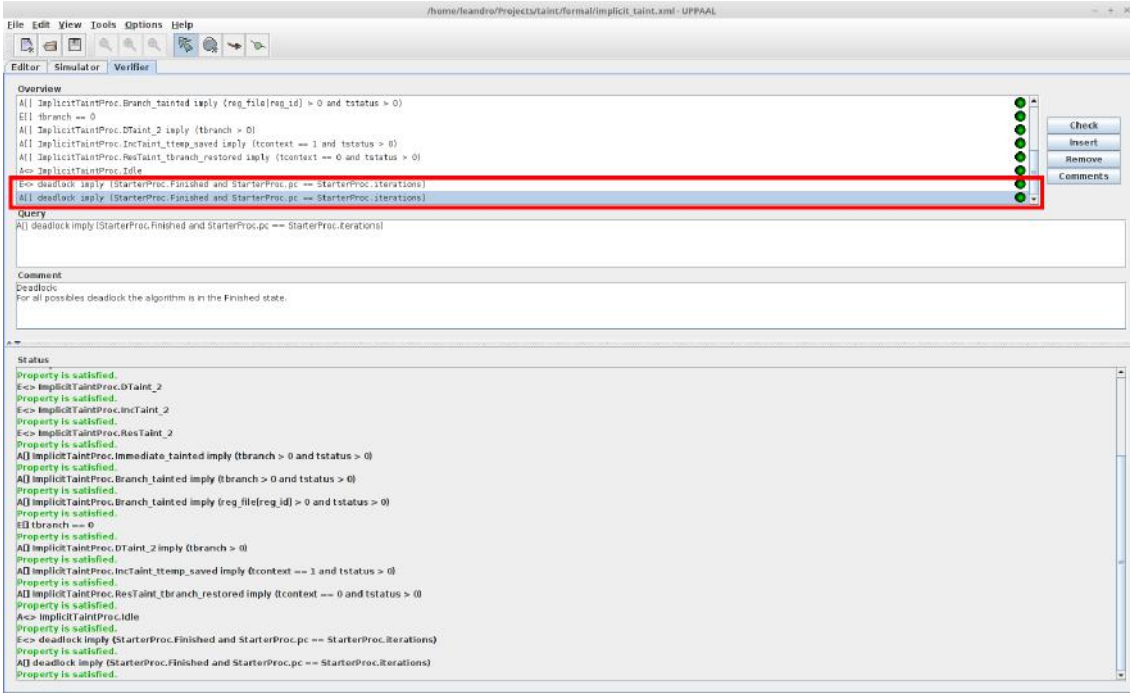 /home/leandro/Projects/taint/formal/implicit_taint.xml - UPPAAL
File Edit View Tools Options Help
Editor Simulator Verifier
Overview
A[] ImplicitTaintProc.Branch_tainted imply (reg_file[reg_id] > 0 and tstatus > 0)
E[] tbranch == 0
A[] ImplicitTaintProc.DTaint_2 imply (tbranch > 0)
A[] ImplicitTaintProc.IncTaint_ttemp_saved imply (tcontext == 1 and tstatus > 0)
A[] ImplicitTaintProc.ResTaint_tbranch_restored imply (tcontext == 0 and tstatus > 0)
A<> ImplicitTaintProc.Idle
E<> deadlock imply (StarterProc.Finished and StarterProc.pc == StarterProc.iterations)
A[] deadlock imply (StarterProc.Finished and StarterProc.pc == StarterProc.iterations)
Check
Insert
Remove
Comments
Query
A[] deadlock imply (StarterProc.Finished and StarterProc.pc == StarterProc.iterations)
Comment
Deadlock:
For all possibles deadlock the algorithm is in the Finished state.
Status
Property is satisfied.
E<> ImplicitTaintProc.DTaint_2
Property is satisfied.
E<> ImplicitTaintProc.IncTaint_2
Property is satisfied.
E<> ImplicitTaintProc.ResTaint_2
Property is satisfied.
A[] ImplicitTaintProc.Immediate_tainted imply (tbranch > 0 and tstatus > 0)
Property is satisfied.
A[] ImplicitTaintProc.Branch_tainted imply (tbranch > 0 and tstatus > 0)
Property is satisfied.
A[] ImplicitTaintProc.Branch_tainted imply (reg_file[reg_id] > 0 and tstatus > 0)
Property is satisfied.
E[] tbranch == 0
Property is satisfied.
A[] ImplicitTaintProc.DTaint_2 imply (tbranch > 0)
Property is satisfied.
A[] ImplicitTaintProc.IncTaint_ttemp_saved imply (tcontext == 1 and tstatus > 0)
Property is satisfied.
A[] ImplicitTaintProc.ResTaint_tbranch_restored imply (tcontext == 0 and tstatus > 0)
Property is satisfied.
A<> ImplicitTaintProc.Idle
Property is satisfied.
E<> deadlock imply (StarterProc.Finished and StarterProc.pc == StarterProc.iterations)
Property is satisfied.
A[] deadlock imply (StarterProc.Finished and StarterProc.pc == StarterProc.iterations)
Property is satisfied.